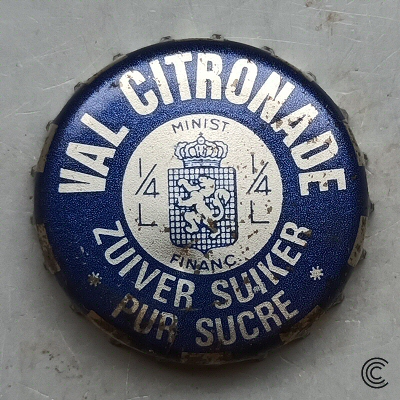 VAL CITRONADE
MINIST
1/4 L
1/4 L
FINANC.
ZUIVER SUIKER
* PUR SUCRE *